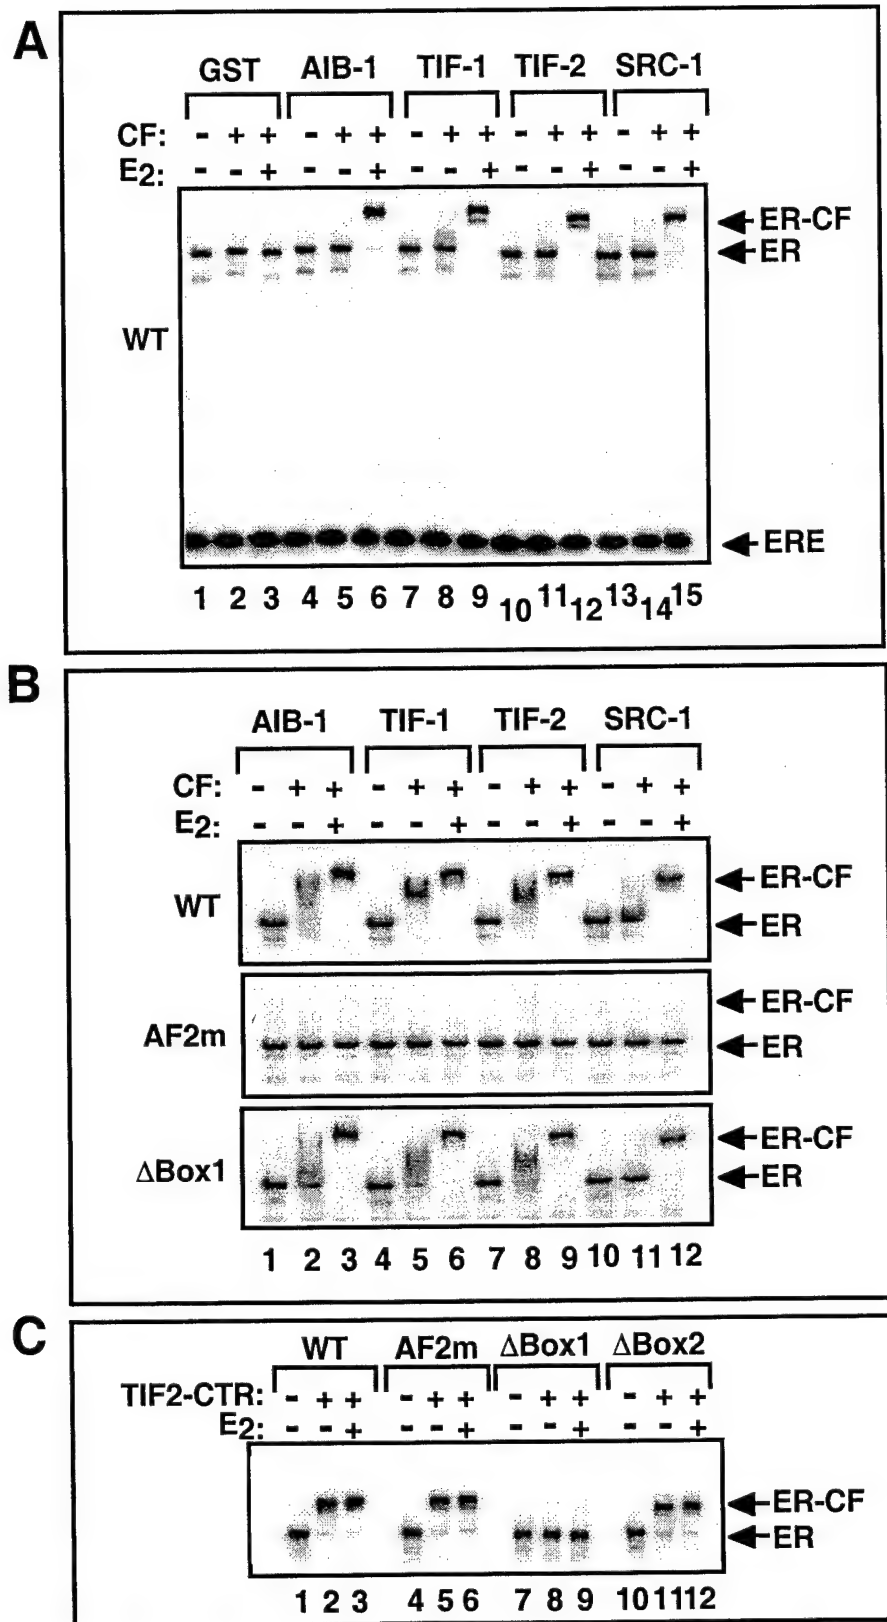 A
GST AIB-1 TIF-1 TIF-2 SRC-1
CF: - + + - + + - + + - + + - + +
E2: - - + - - + - - + - - + - - +
ER-CF
ER
WT
ERE
1 2 3 4 5 6 7 8 9 10 11 12 13 14 15
B
AIB-1 TIF-1 TIF-2 SRC-1
CF: - + + - + + - + + - + +
E2: - - + - - + - - + - - +
WT
ER-CF
ER
AF2m
ER-CF
ER
ΔBox1
ER-CF
ER
1 2 3 4 5 6 7 8 9 10 11 12
C
WT AF2m ΔBox1 ΔBox2
TIF2-CTR: - + + - + + - + + - + +
E2: - - + - - + - - + - - +
ER-CF
ER
1 2 3 4 5 6 7 8 9 10 11 12